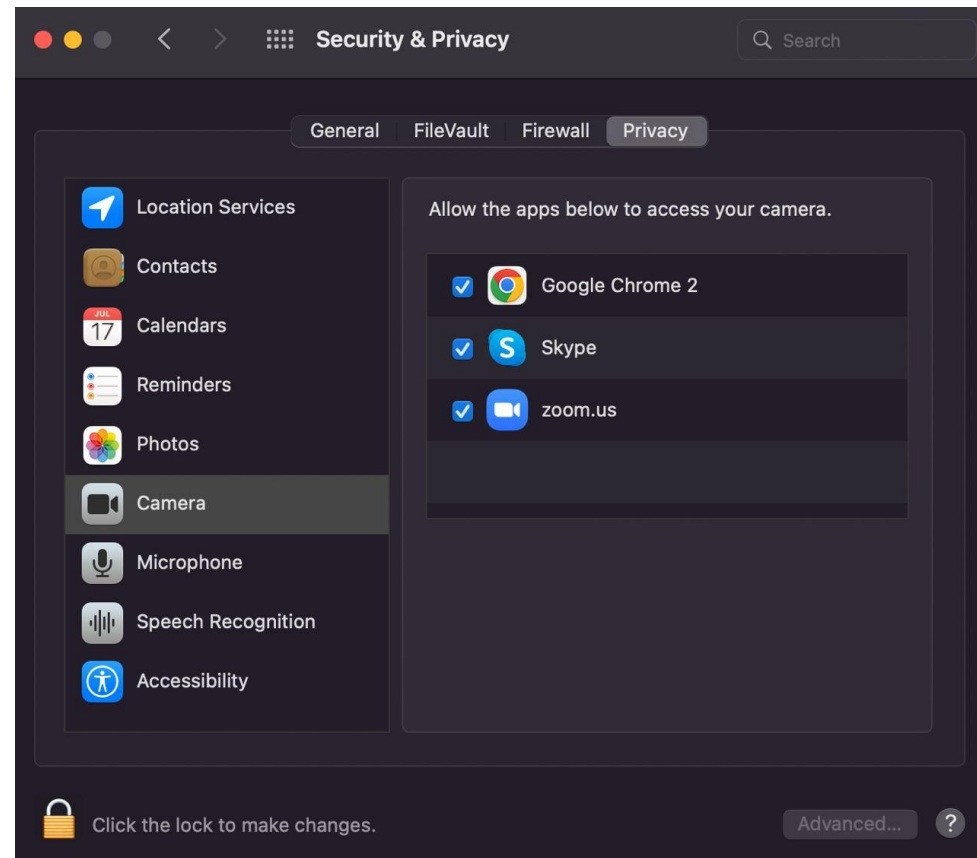 Security & Privacy
Search
General FileVault Firewall Privacy
Location Services
Contacts
JUL
17
Calendars
Reminders
Photos
Camera
Microphone
Speech Recognition
Accessibility
Allow the apps below to access your camera.
Google Chrome 2
S
Skype
zoom.us
Click the lock to make changes.
Advanced...
?